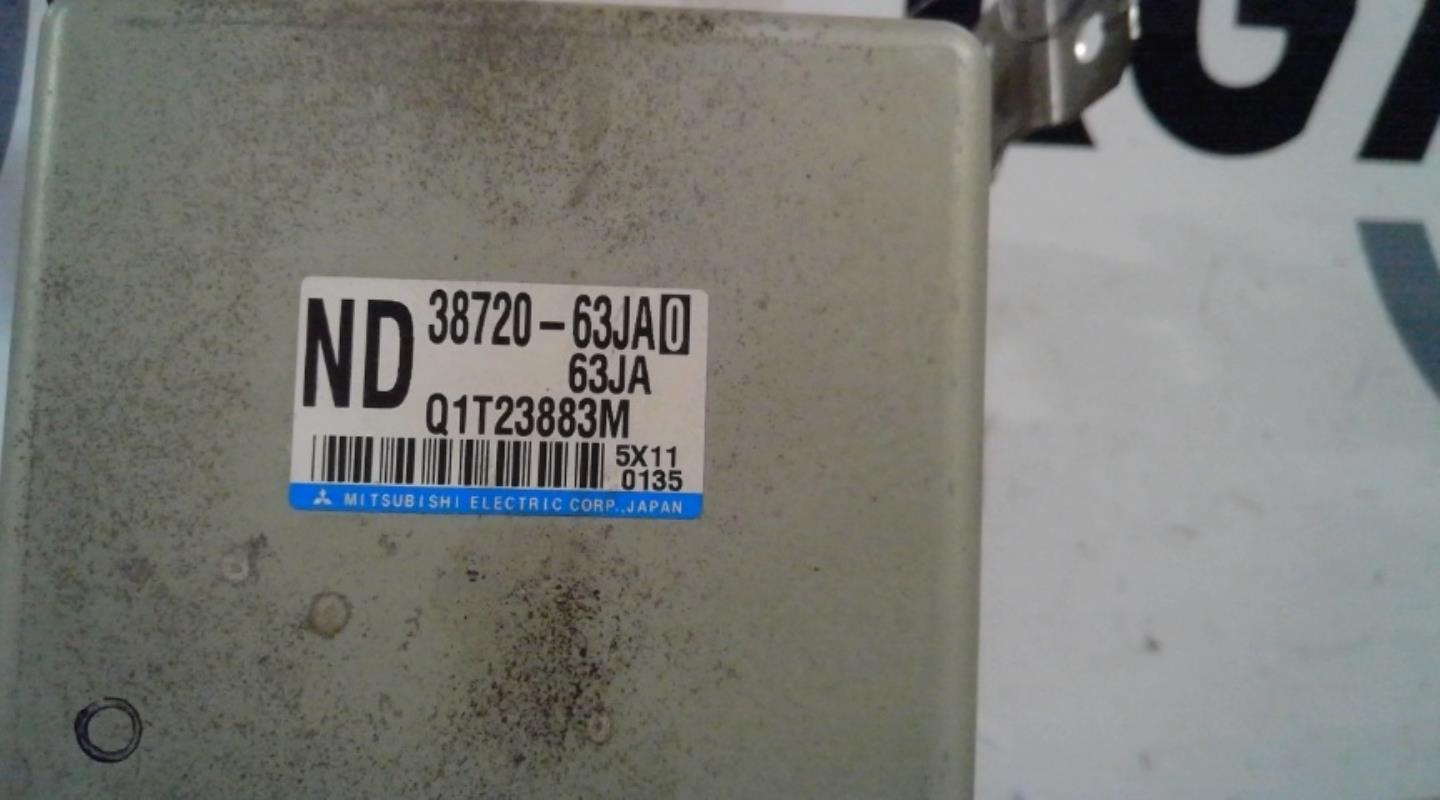 ND 38720-63JA0
63JA
Q1T23883M
5X11
0135
MITSUBISHI ELECTRIC CORP.,JAPAN